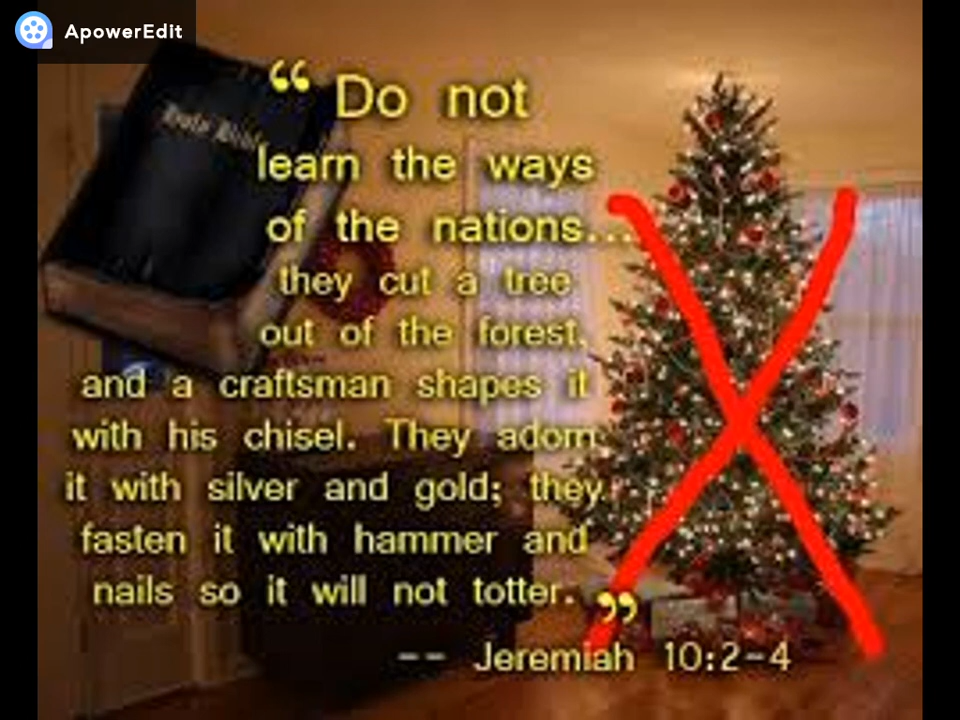 ApowerEdit
Holy Bible
“ Do not
learn the ways
of the nations...
they cut a tree
out of the forest,
and a craftsman shapes it
with his chisel. They adorn
it with silver and gold; they
fasten it with hammer and
nails so it will not totter. ”
-- Jeremiah 10:2-4